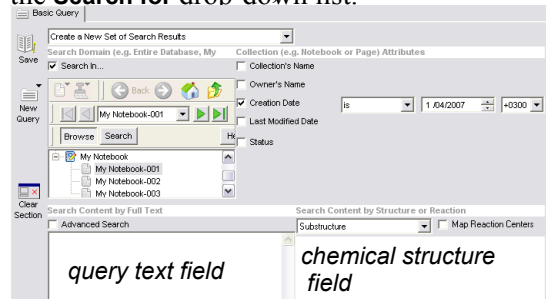 the Search for drop-down list.
Basic Query
Create a New Set of Search Results
Save
Search Domain (e.g. Entire Database, My
Collection (e.g. Notebook or Page) Attributes
Search In...
Collection's Name
Back
Owner's Name
New Query
My Notebook-001
Creation Date
is
1 /04/2007
+0300
Last Modified Date
Browse
Search
He
Status
My Notebook
My Notebook-001
My Notebook-002
My Notebook-003
Clear Section
Search Content by Full Text
Search Content by Structure or Reaction
Advanced Search
Substructure
Map Reaction Centers
query text field
chemical structure
field